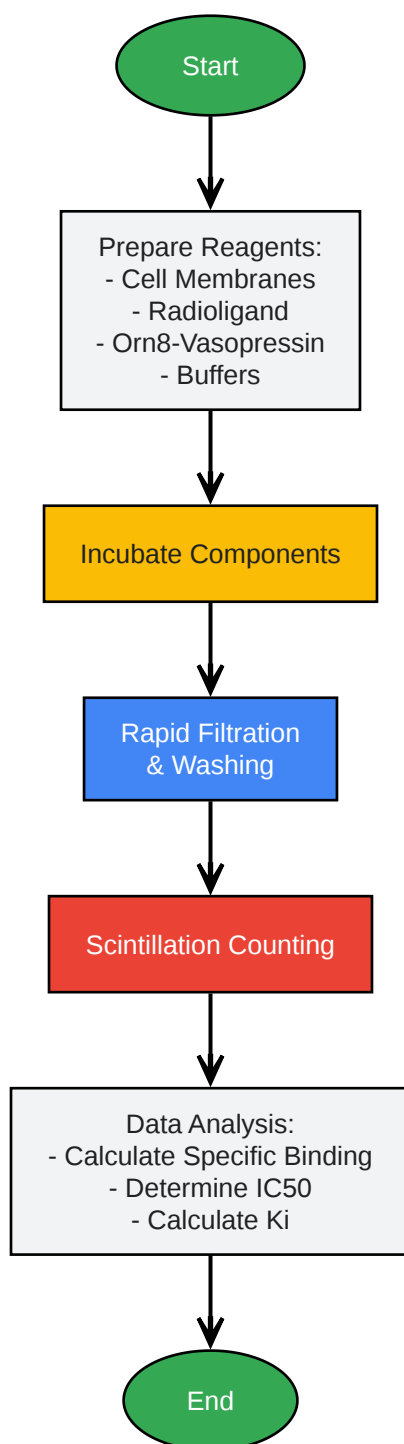 Start
Prepare Reagents:
- Cell Membranes
- Radioligand
- Orn8-Vasopressin
- Buffers
Incubate Components
Rapid Filtration
& Washing
Scintillation Counting
Data Analysis:
- Calculate Specific Binding
- Determine IC50
- Calculate Ki
End